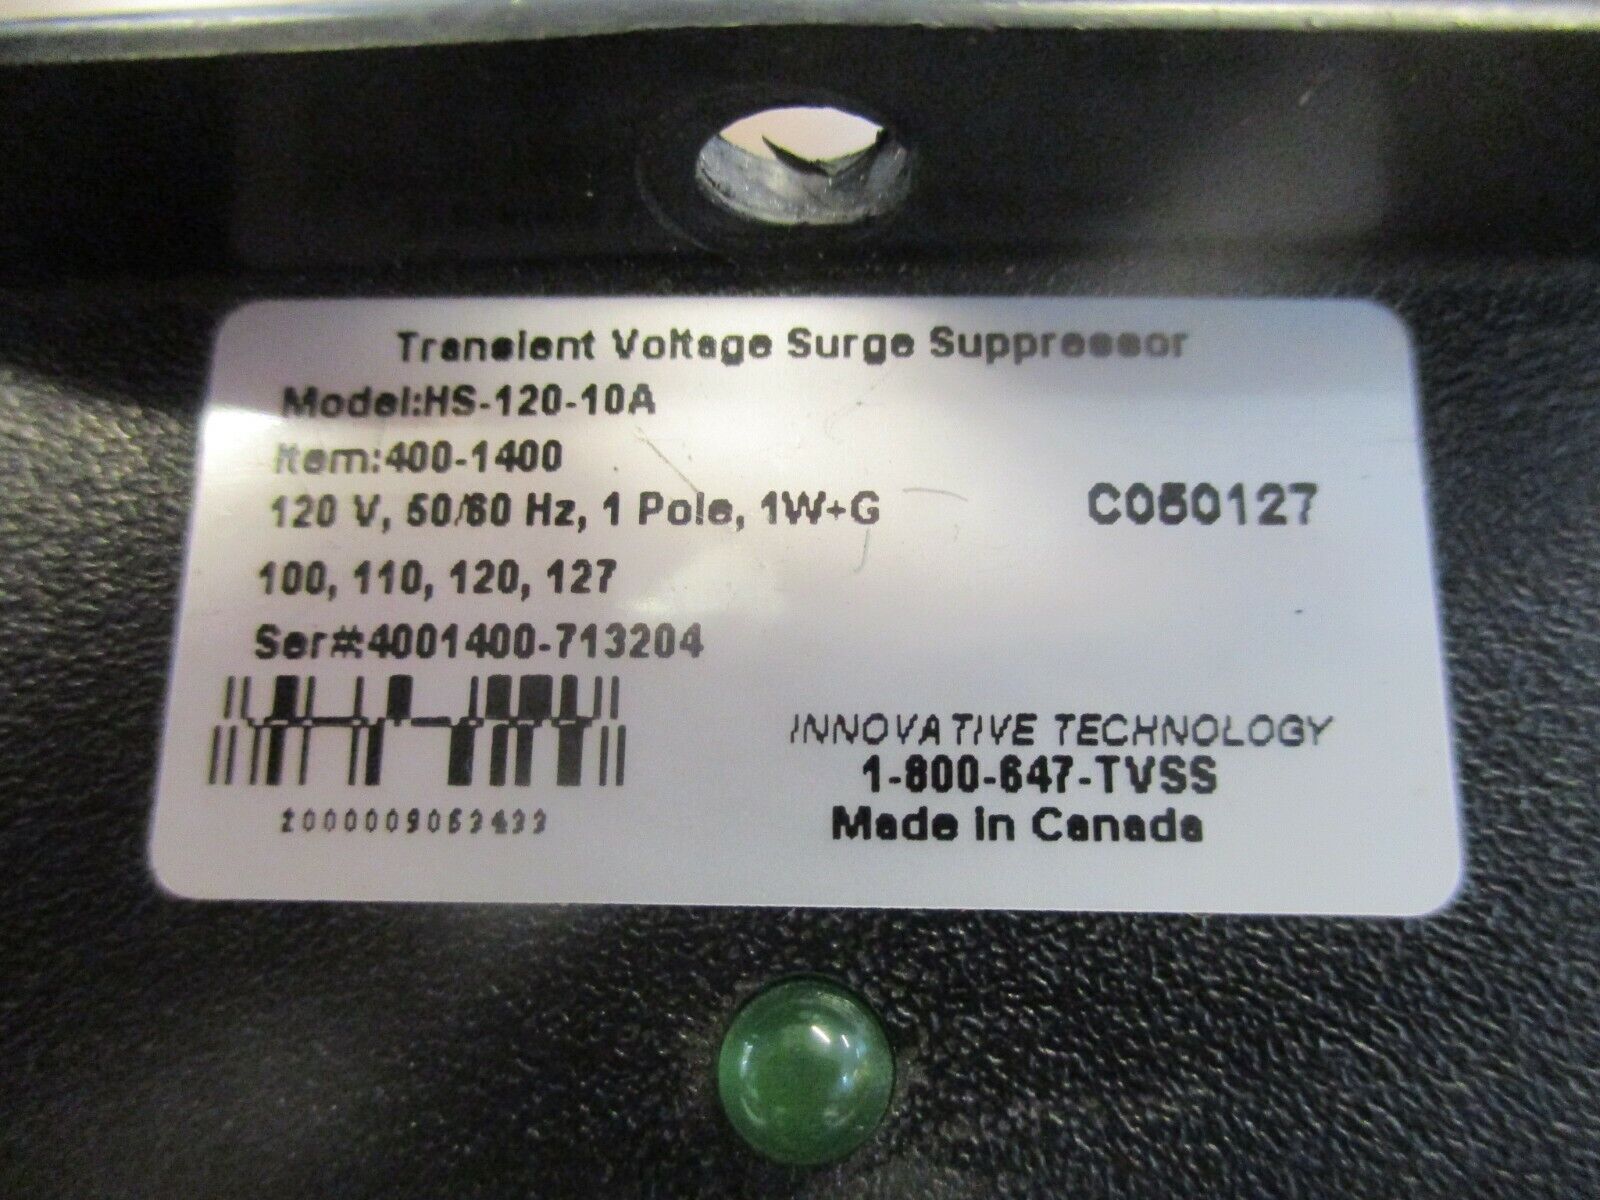 Transient Voltage Surge Suppressor
Model:HS-120-10A
Item:400-1400
120 V, 50/60 Hz, 1 Pole, 1W+G
C050127
100, 110, 120, 127
Ser#:4001400-713204
INNOVATIVE TECHNOLOGY
1-800-647-TVSS
Made in Canada